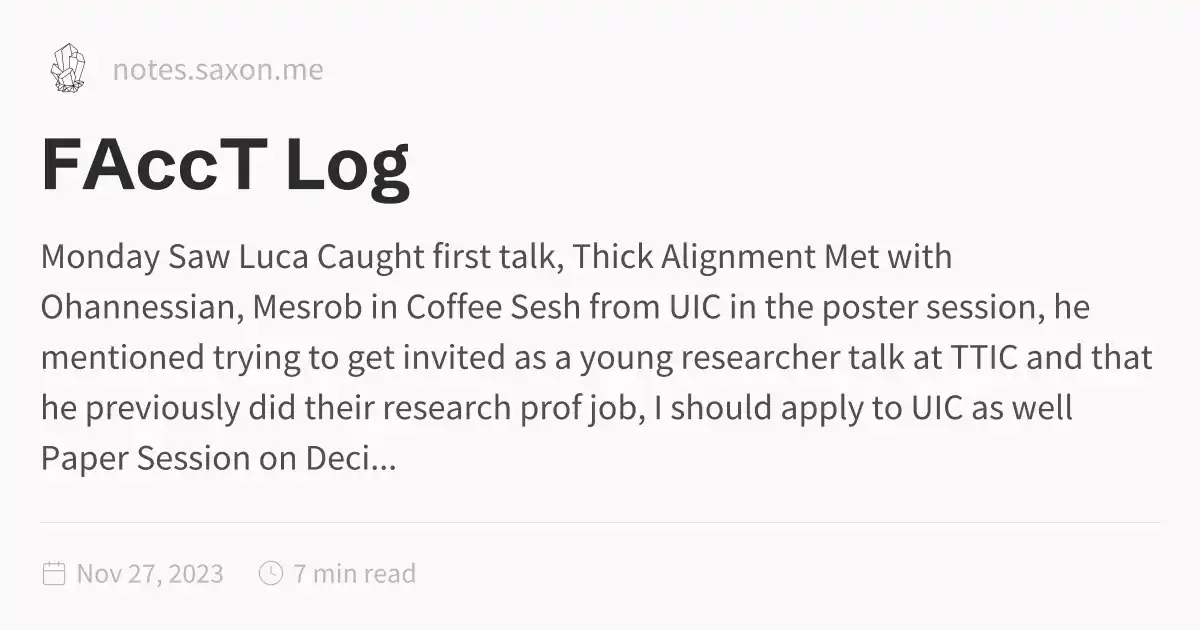 notes.saxon.me
FAccT Log
Monday Saw Luca Caught first talk, Thick Alignment Met with
Ohannessian, Mesrob in Coffee Sesh from UIC in the poster session, he
mentioned trying to get invited as a young researcher talk at TTIC and that
he previously did their research prof job, I should apply to UIC as well
Paper Session on Deci...
Nov 27, 2023 7 min read